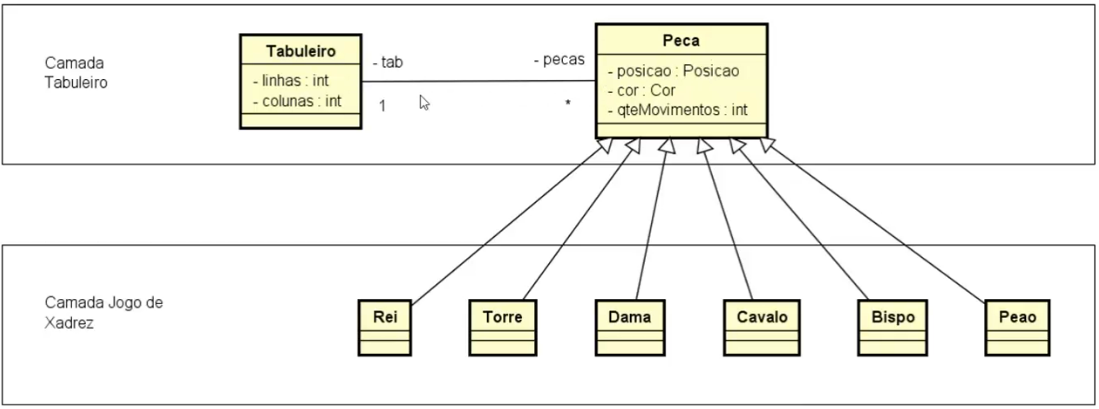 Camada
Tabuleiro
Tabuleiro
- linhas : int
- colunas : int
- tab
1
- pecas
*
Peca
- posicao : Posicao
- cor : Cor
- qteMovimentos : int
Camada Jogo de
Xadrez
Rei
Torre
Dama
Cavalo
Bispo
Peao